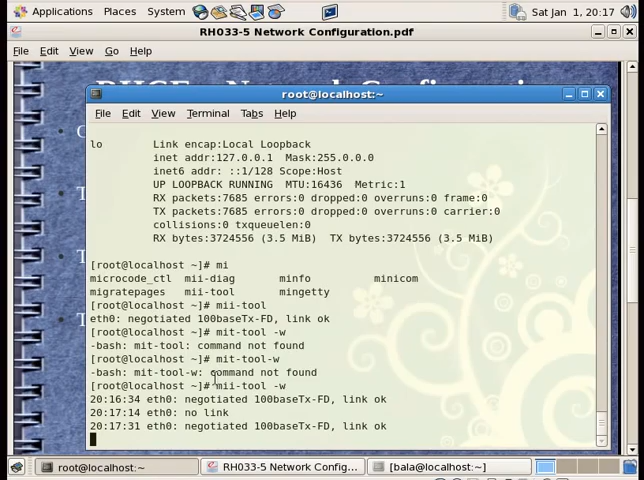 Applications Places System Sat Jan 1, 20:17
RH033-5 Network Configuration.pdf
File Edit View Go Help
root@localhost:~
File Edit View Terminal Tabs Help
lo Link encap:Local Loopback
inet addr:127.0.0.1 Mask:255.0.0.0
inet6 addr: ::1/128 Scope:Host
UP LOOPBACK RUNNING MTU:16436 Metric:1
RX packets:7685 errors:0 dropped:0 overruns:0 frame:0
TX packets:7685 errors:0 dropped:0 overruns:0 carrier:0
collisions:0 txqueuelen:0
RX bytes:3724556 (3.5 MiB) TX bytes:3724556 (3.5 MiB)
[root@localhost ~]# mi
microcode_ctl mii-diag minfo minicom
migratepages mii-tool mingetty
[root@localhost ~]# mii-tool
eth0: negotiated 100baseTx-FD, link ok
[root@localhost ~]# mit-tool -w
-bash: mit-tool: command not found
[root@localhost ~]# mit-tool-w
-bash: mit-tool-w: command not found
[root@localhost ~]# mii-tool -w
20:16:34 eth0: negotiated 100baseTx-FD, link ok
20:17:14 eth0: no link
20:17:31 eth0: negotiated 100baseTx-FD, link ok
root@localhost:~ RH033-5 Network Config... [bala@localhost:~]